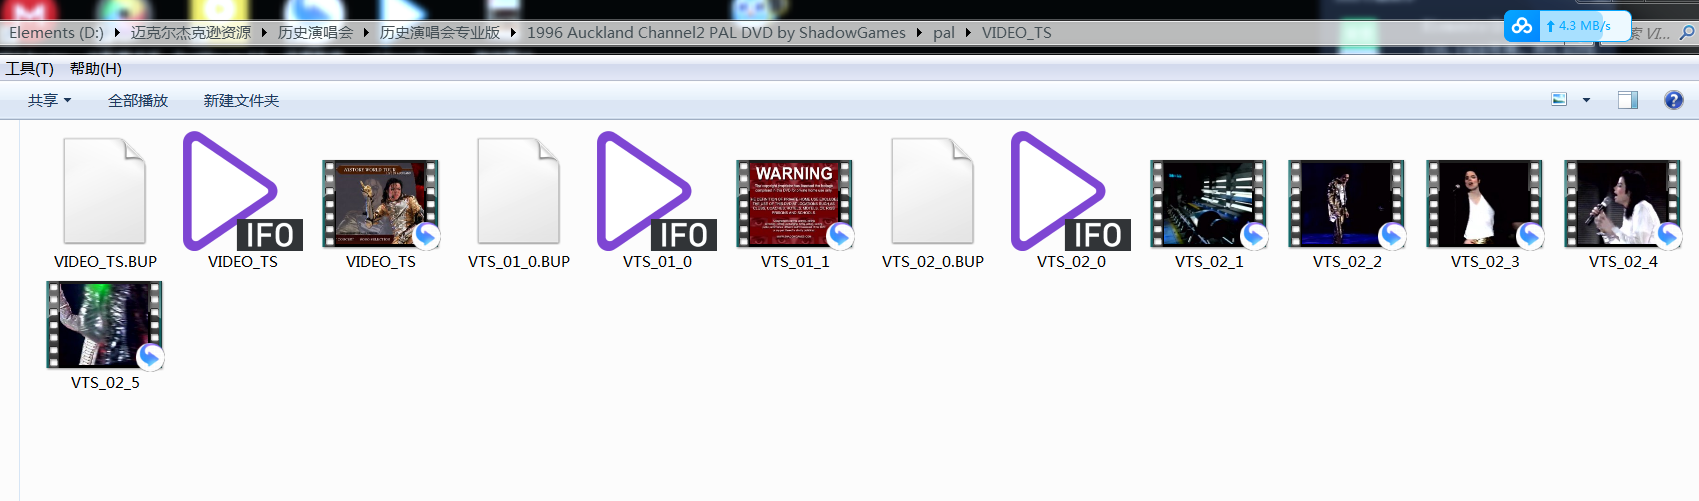 Elements (D:) 迈克尔杰克逊资源 历史演唱会 历史演唱会专业版 1996 Auckland Channel2 PAL DVD by ShadowGames pal VIDEO_TS
4.3 MB/s
索 VI...
工具(T) 帮助(H)
共享 全部播放 新建文件夹
IFO
WARNING
IFO
IFO
VIDEO_TS.BUP VIDEO_TS VIDEO_TS VTS_01_0.BUP VTS_01_0 VTS_01_1 VTS_02_0.BUP VTS_02_0 VTS_02_1 VTS_02_2 VTS_02_3 VTS_02_4
VTS_02_5